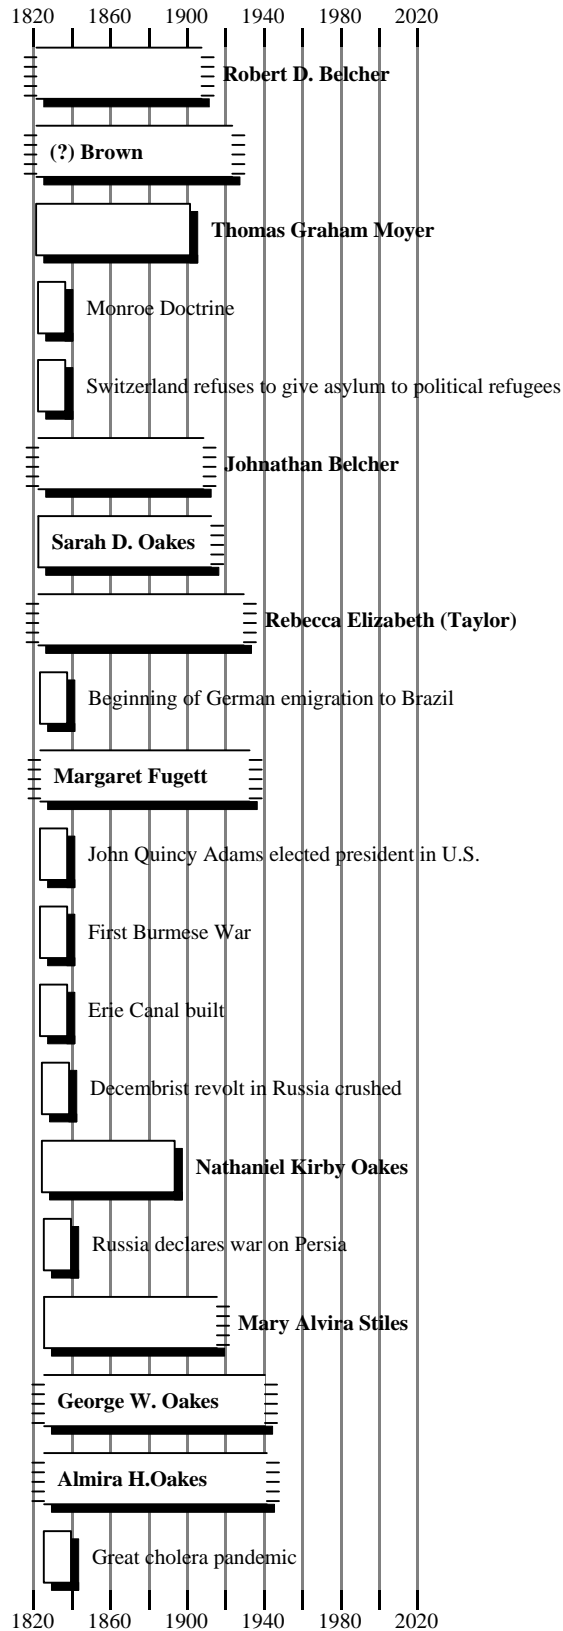 1820 1860 1900 1940 1980 2020
Robert D. Belcher
(?) Brown
Thomas Graham Moyer
Monroe Doctrine
Switzerland refuses to give asylum to political refugees
Johnathan Belcher
Sarah D. Oakes
Rebecca Elizabeth (Taylor)
Beginning of German emigration to Brazil
Margaret Fugett
John Quincy Adams elected president in U.S.
First Burmese War
Erie Canal built
Decembrist revolt in Russia crushed
Nathaniel Kirby Oakes
Russia declares war on Persia
Mary Alvira Stiles
George W. Oakes
Almira H.Oakes
Great cholera pandemic
1820 1860 1900 1940 1980 2020